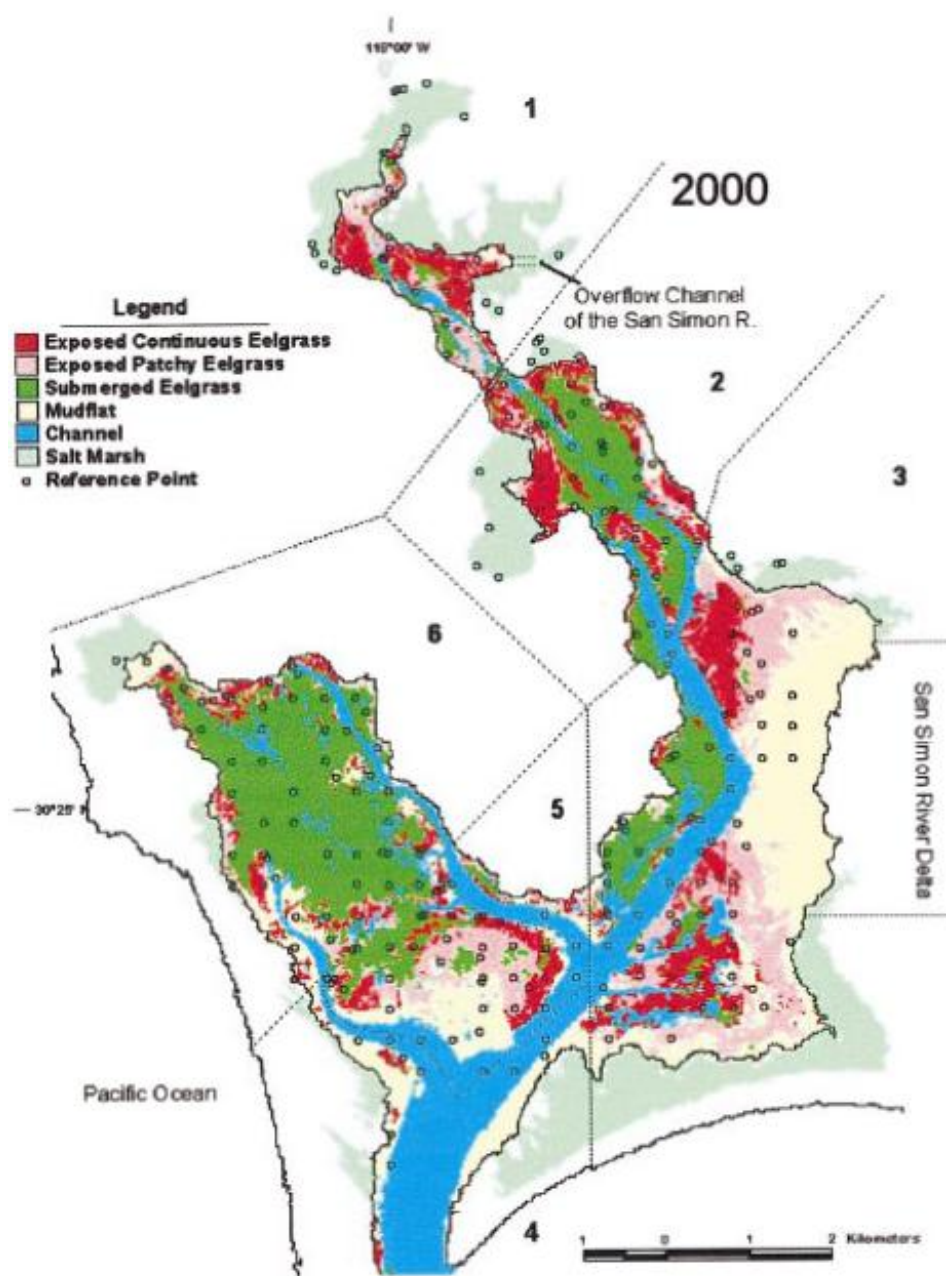 116°00' W
1
2000
Overflow Channel
of the San Simon R.
Legend
Exposed Continuous Eelgrass
Exposed Patchy Eelgrass
Submerged Eelgrass
Mudflat
Channel
Salt Marsh
Reference Point
2
3
6
San Simon River Delta
5
30°25' N
Pacific Ocean
4
1 0 1 2 Kilometers